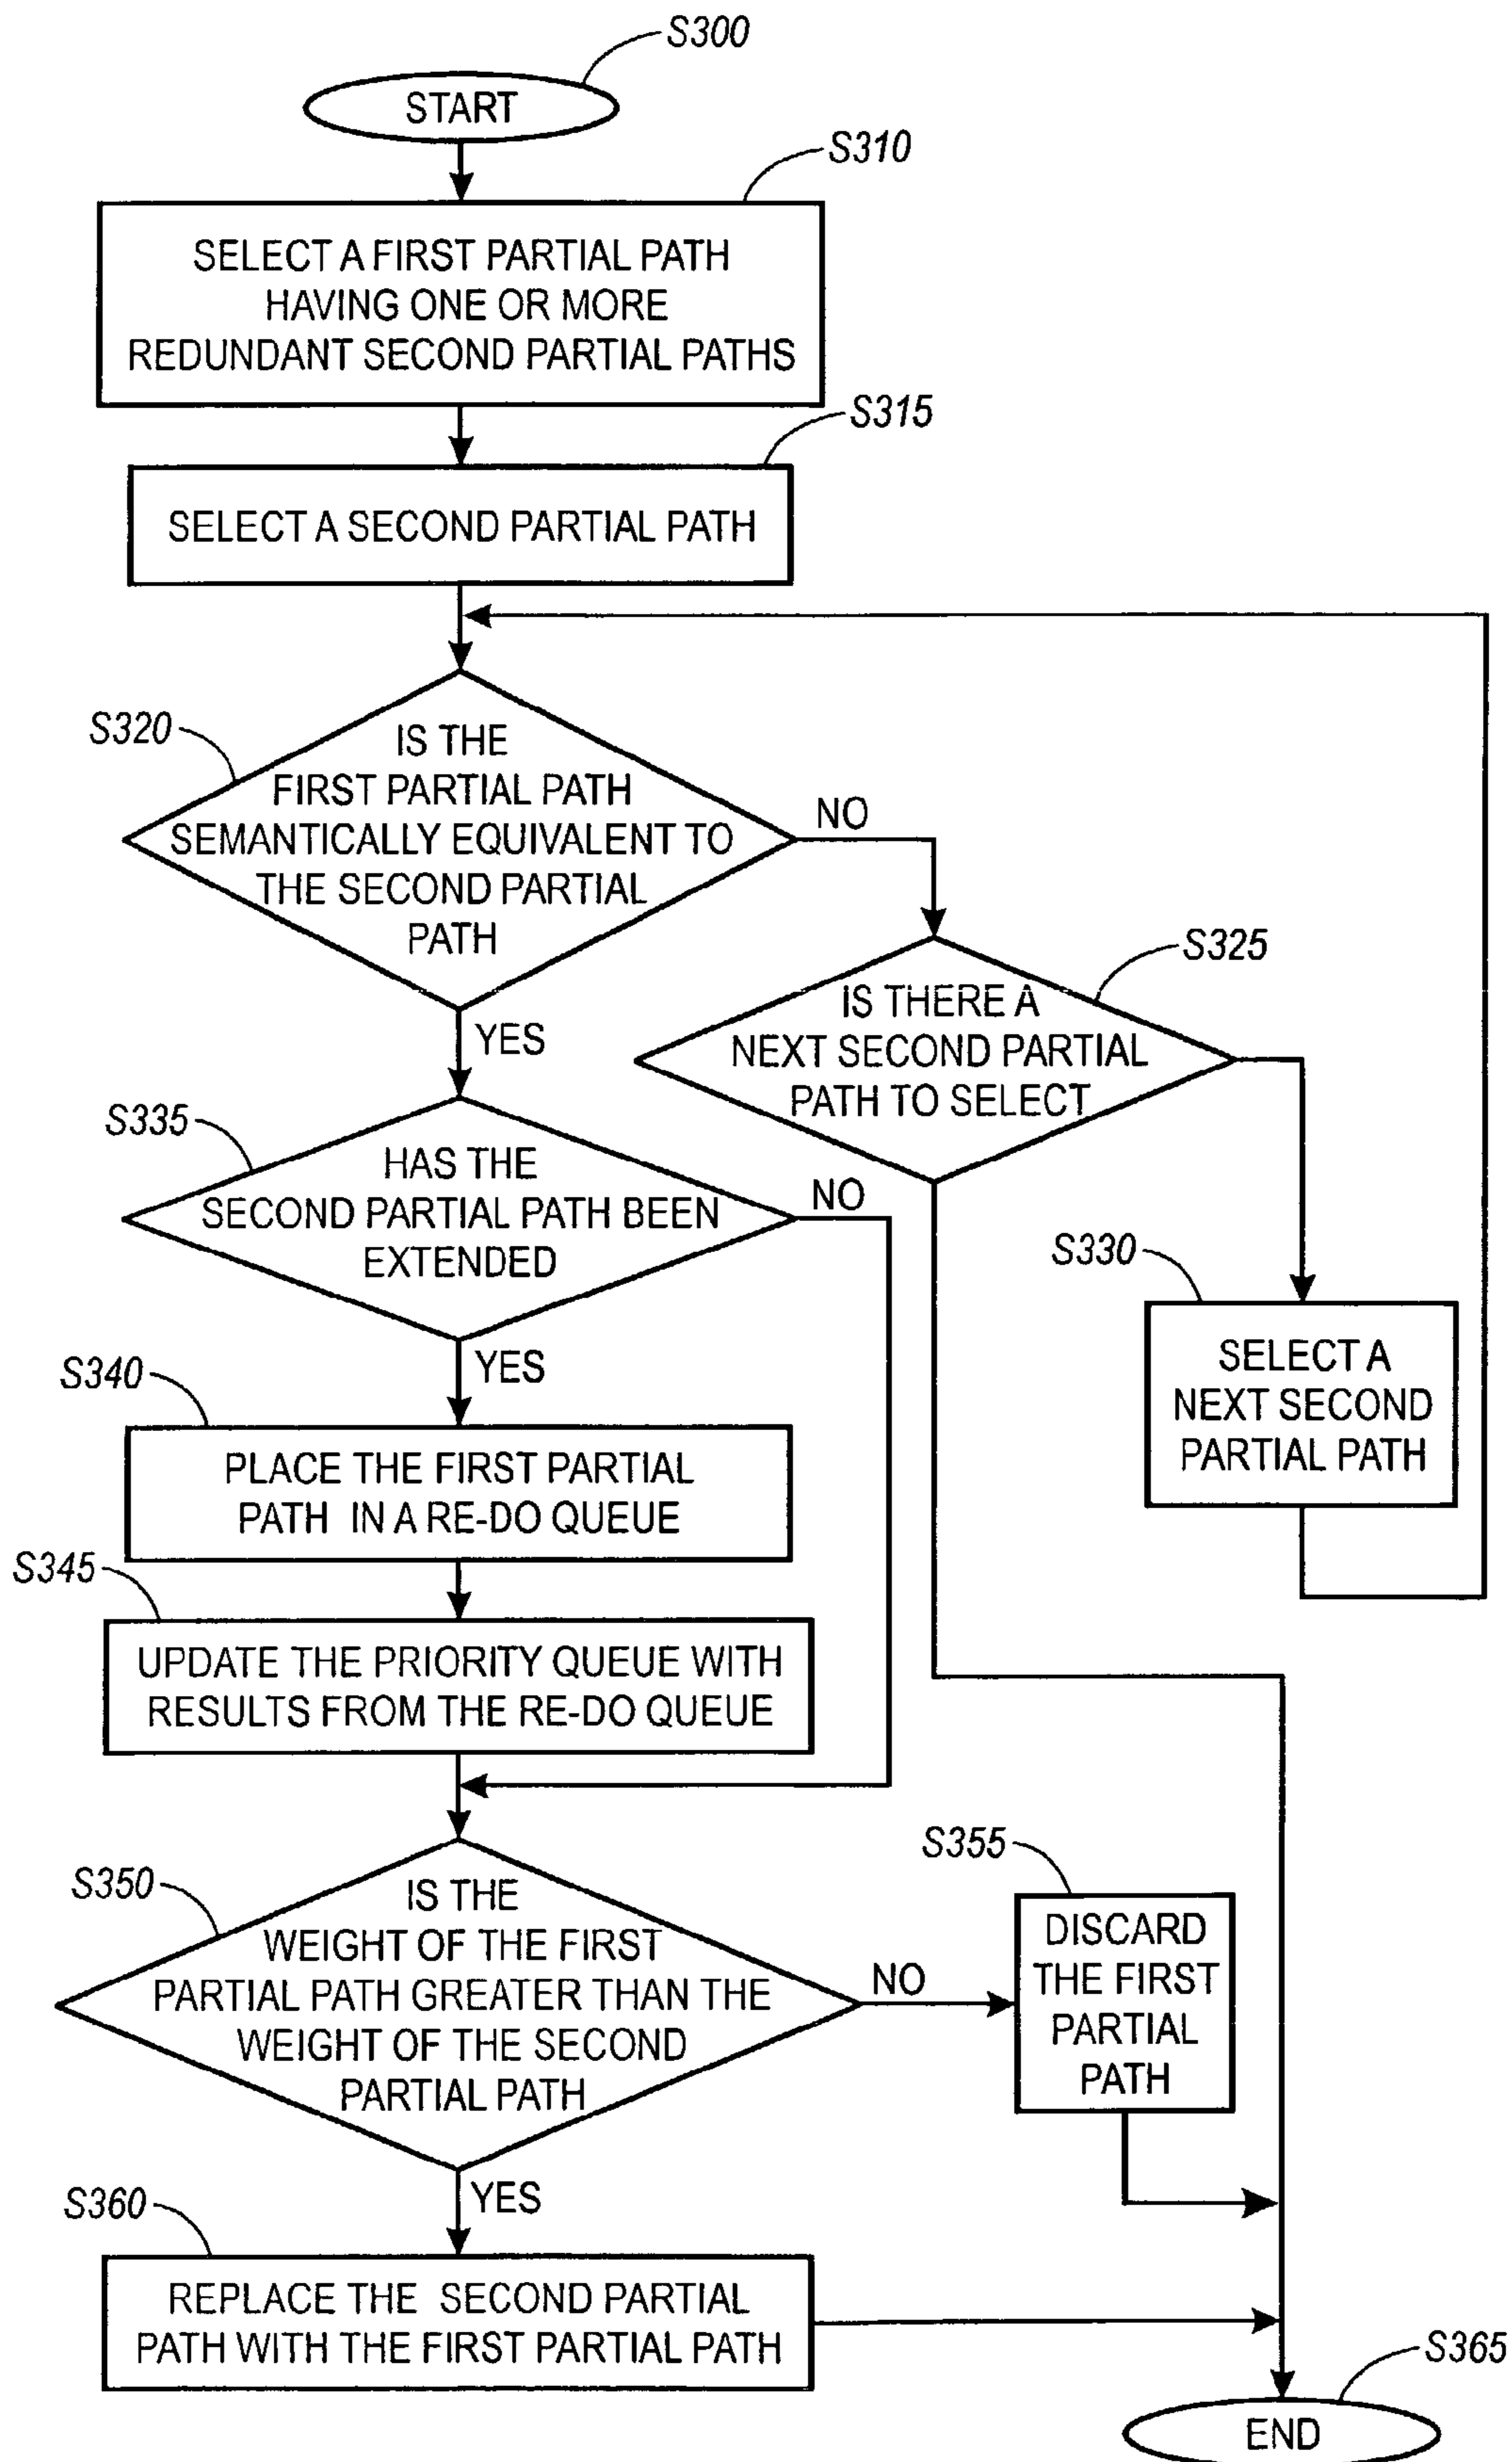 S300
START
S310
SELECT A FIRST PARTIAL PATH
HAVING ONE OR MORE
REDUNDANT SECOND PARTIAL PATHS
S315
SELECT A SECOND PARTIAL PATH
S320
IS THE
FIRST PARTIAL PATH
SEMANTICALLY EQUIVALENT TO
THE SECOND PARTIAL
PATH
NO
YES
S325
IS THERE A
NEXT SECOND PARTIAL
PATH TO SELECT
S330
SELECT A
NEXT SECOND
PARTIAL PATH
S335
HAS THE
SECOND PARTIAL PATH BEEN
EXTENDED
NO
YES
S340
PLACE THE FIRST PARTIAL
PATH IN A RE-DO QUEUE
S345
UPDATE THE PRIORITY QUEUE WITH
RESULTS FROM THE RE-DO QUEUE
S350
IS THE
WEIGHT OF THE FIRST
PARTIAL PATH GREATER THAN THE
WEIGHT OF THE SECOND
PARTIAL PATH
NO
S355
DISCARD
THE FIRST
PARTIAL
PATH
YES
S360
REPLACE THE SECOND PARTIAL
PATH WITH THE FIRST PARTIAL PATH
S365
END